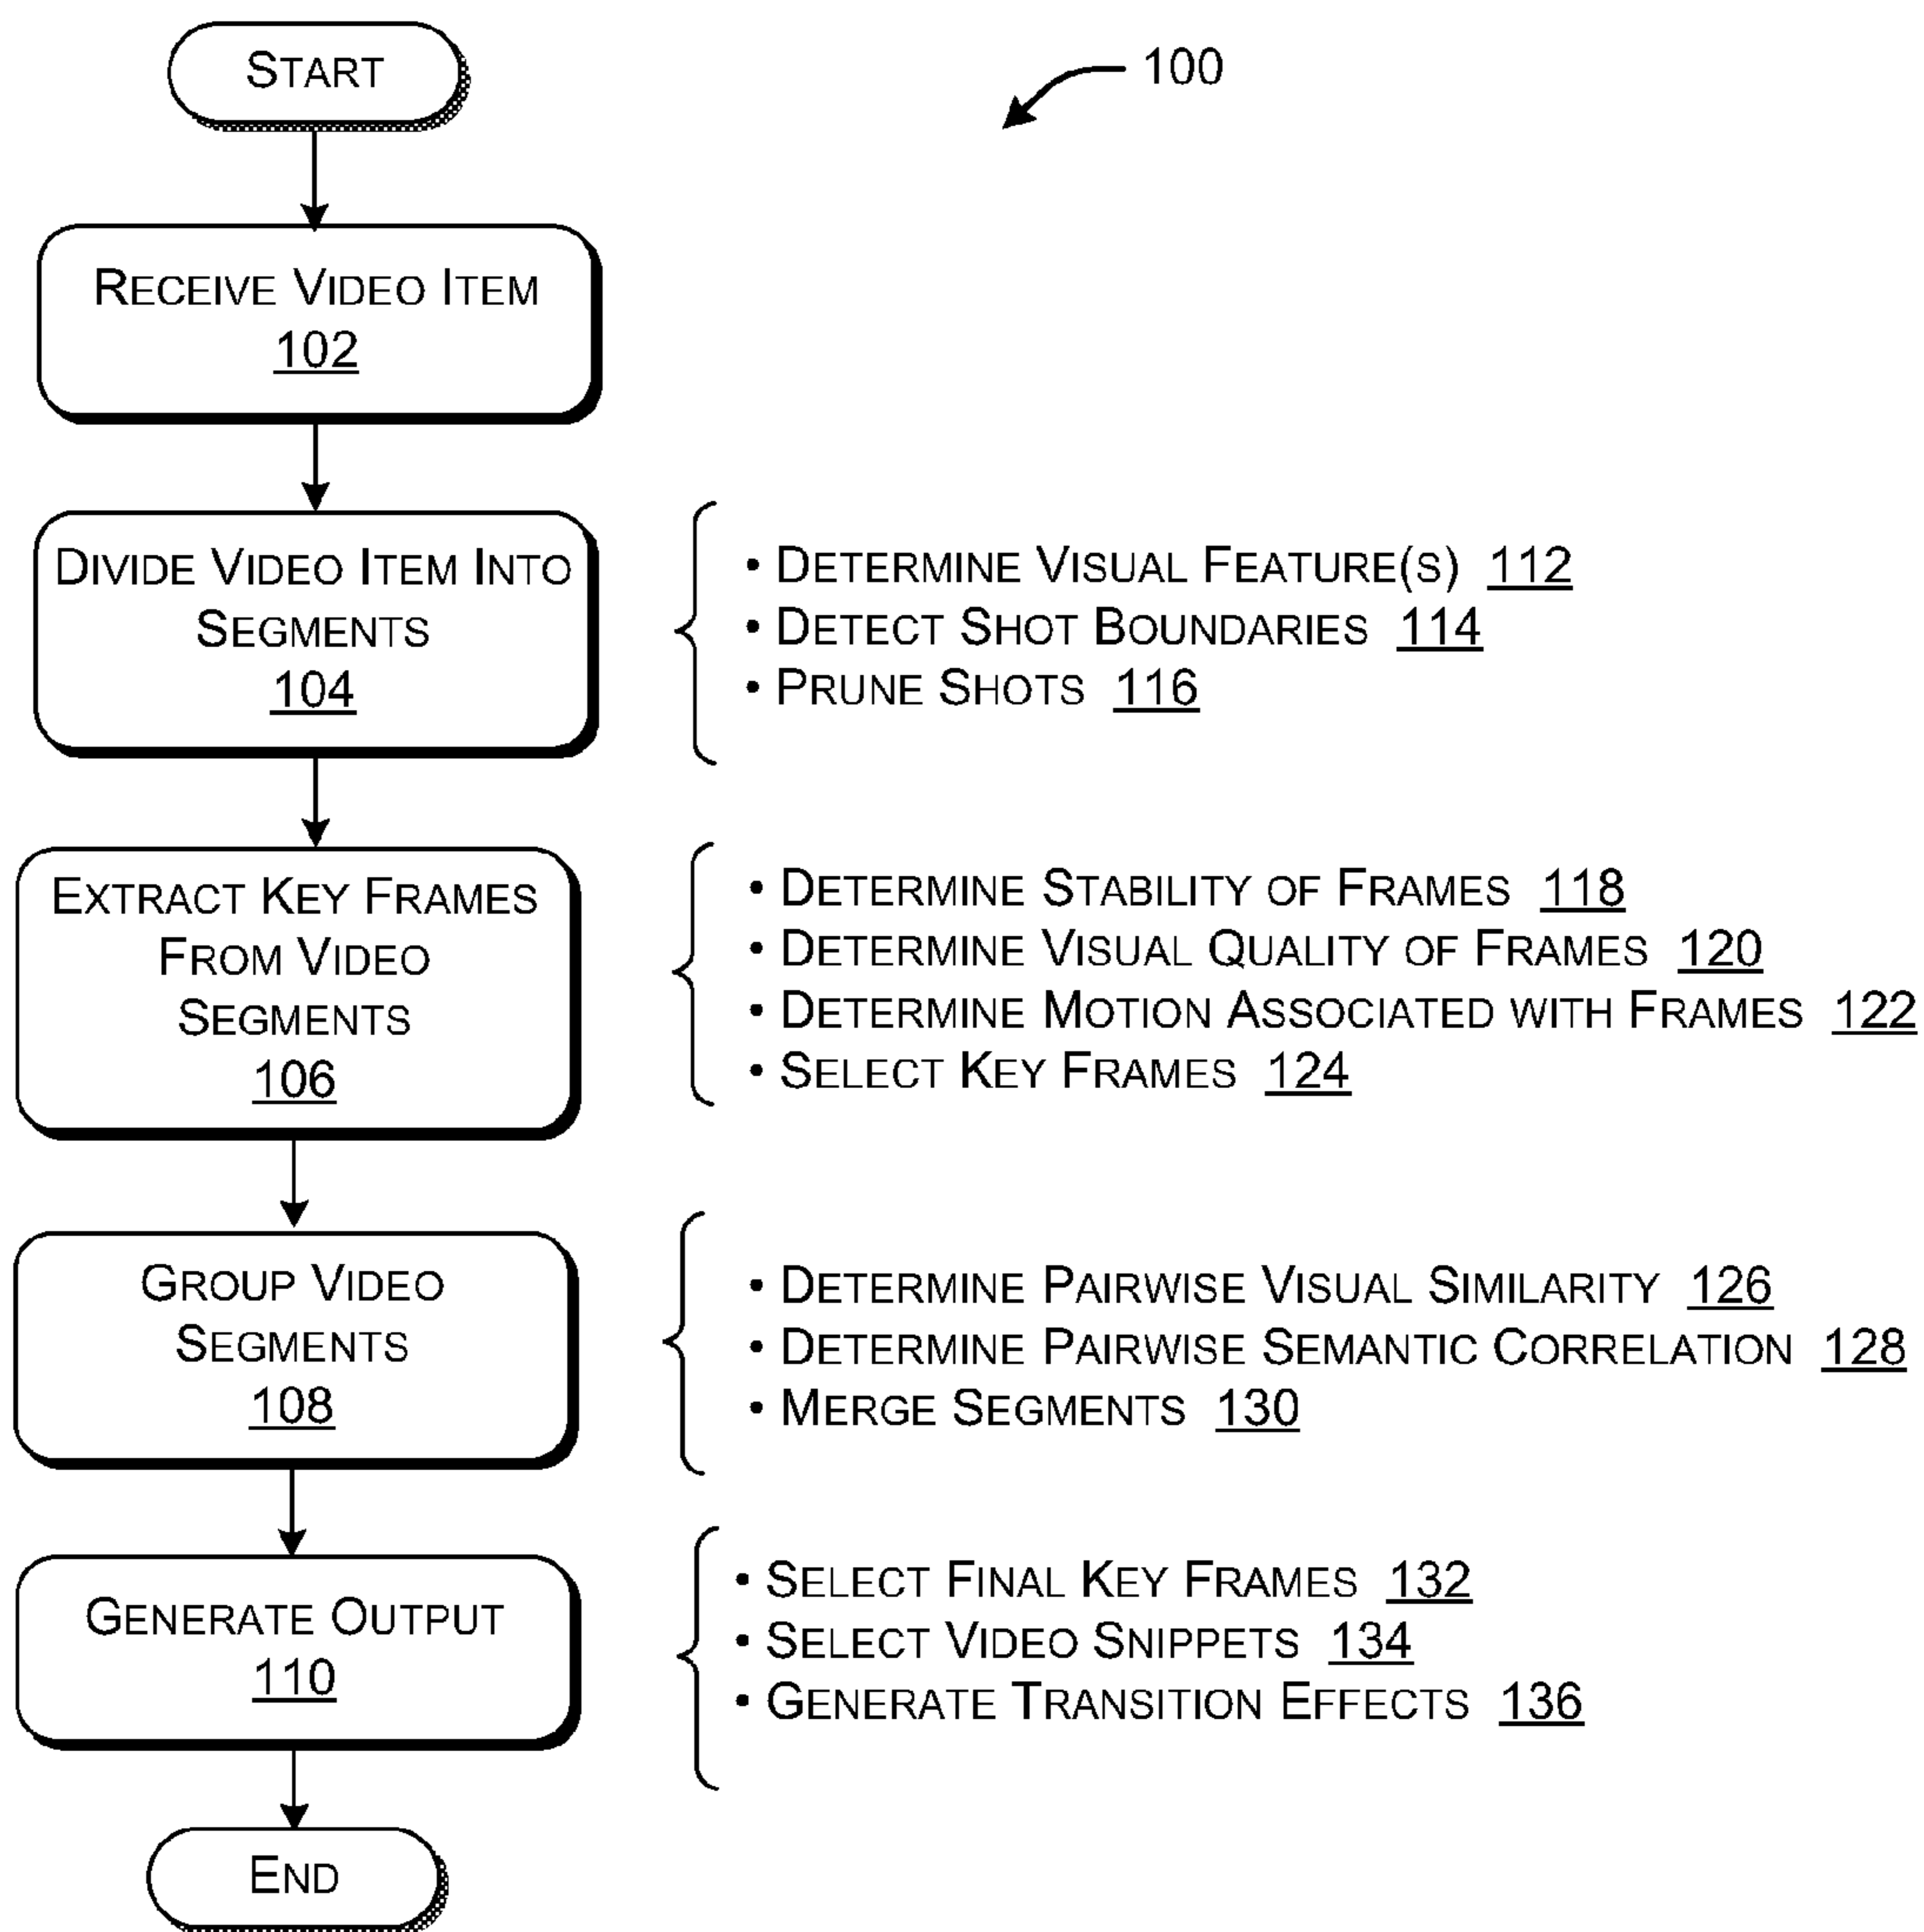 START
100
RECEIVE VIDEO ITEM
102
DIVIDE VIDEO ITEM INTO
SEGMENTS
104
• DETERMINE VISUAL FEATURE(S) 112
• DETECT SHOT BOUNDARIES 114
• PRUNE SHOTS 116
EXTRACT KEY FRAMES
FROM VIDEO
SEGMENTS
106
• DETERMINE STABILITY OF FRAMES 118
• DETERMINE VISUAL QUALITY OF FRAMES 120
• DETERMINE MOTION ASSOCIATED WITH FRAMES 122
• SELECT KEY FRAMES 124
GROUP VIDEO
SEGMENTS
108
• DETERMINE PAIRWISE VISUAL SIMILARITY 126
• DETERMINE PAIRWISE SEMANTIC CORRELATION 128
• MERGE SEGMENTS 130
GENERATE OUTPUT
110
• SELECT FINAL KEY FRAMES 132
• SELECT VIDEO SNIPPETS 134
• GENERATE TRANSITION EFFECTS 136
END